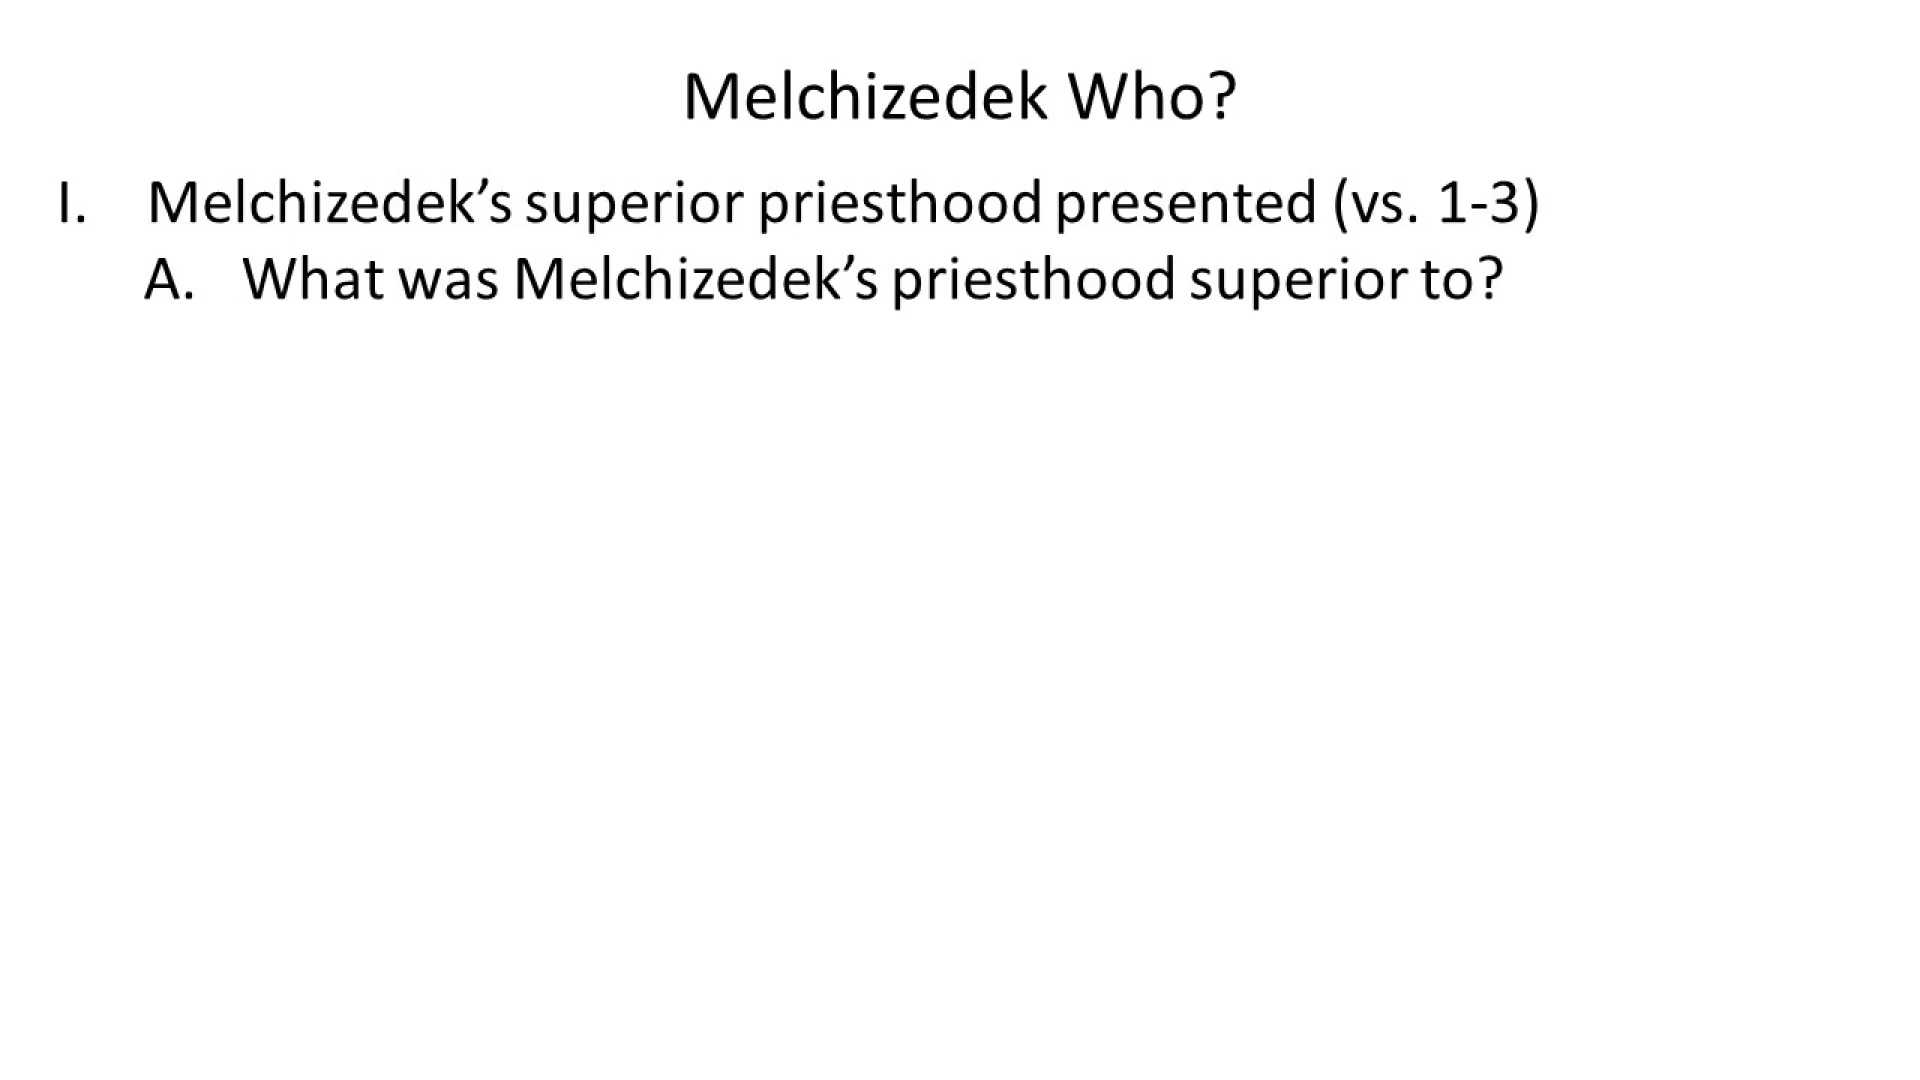 Melchizedek Who?
I. Melchizedek’s superior priesthood presented (vs. 1-3)
A. What was Melchizedek’s priesthood superior to?